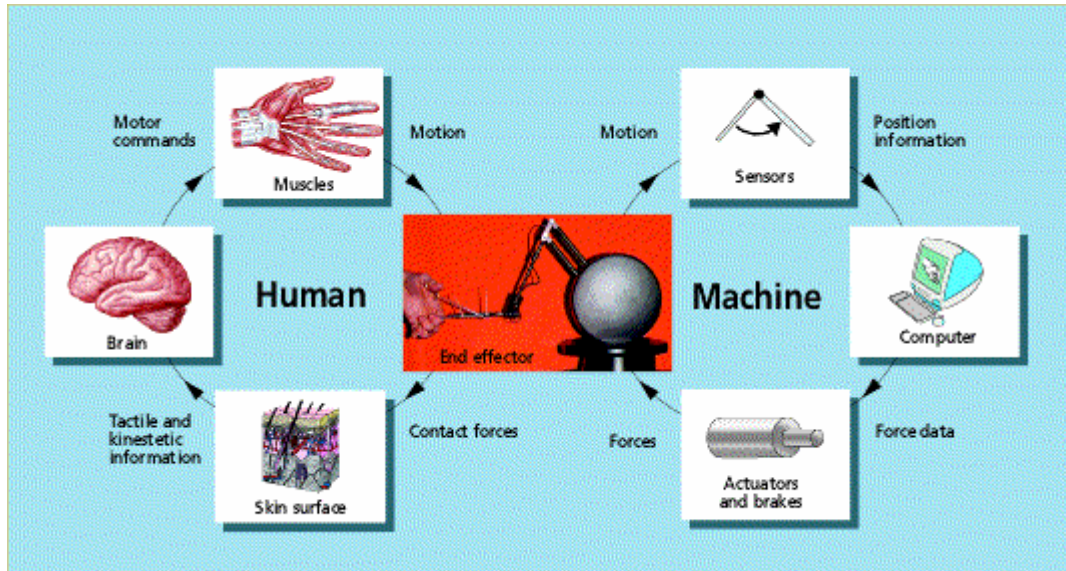 Motor
commands
Muscles
Motion
Motion
Sensors
Position
information
Brain
Human
End effector
Machine
Computer
Tactile and
kinestetic
information
Skin surface
Contact forces
Forces
Actuators
and brakes
Force data